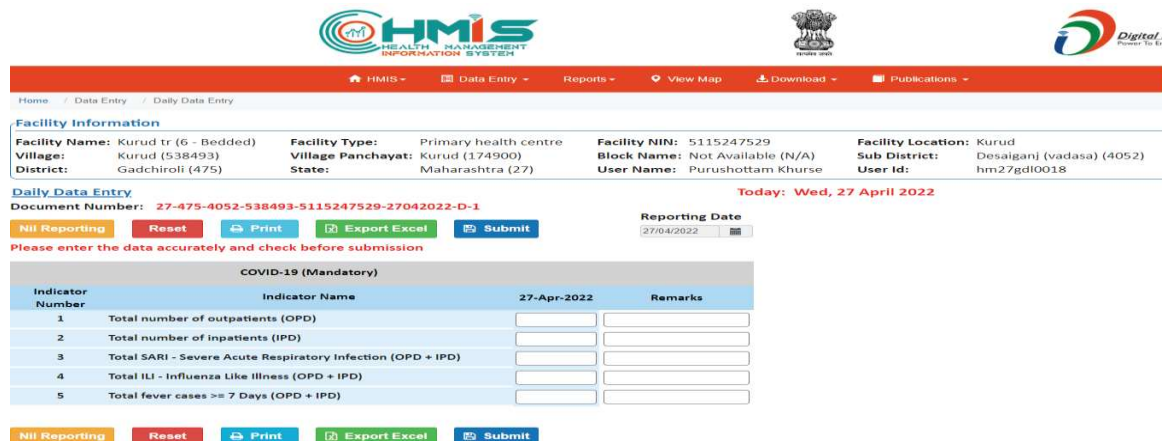 HMIS
HEALTH MANAGEMENT
INFORMATION SYSTEM
सत्यमेव जयते
Digital
Power To E
HMIS Data Entry Reports View Map Download Publications
Home / Data Entry / Daily Data Entry
Facility Information
Facility Name: Kurud tr (6 - Bedded) Facility Type: Primary health centre Facility NIN: 5115247529 Facility Location: Kurud
Village: Kurud (538493) Village Panchayat: Kurud (174900) Block Name: Not Available (N/A) Sub District: Desaiganj (vadasa) (4052)
District: Gadchiroli (475) State: Maharashtra (27) User Name: Purushottam Khurse User Id: hm27gdl0018
Daily Data Entry Today: Wed, 27 April 2022
Document Number: 27-475-4052-538493-5115247529-27042022-D-1
Reporting Date
Nil Reporting Reset Print Export Excel Submit 27/04/2022
Please enter the data accurately and check before submission
COVID-19 (Mandatory)
Indicator Number Indicator Name 27-Apr-2022 Remarks
1 Total number of outpatients (OPD)
2 Total number of inpatients (IPD)
3 Total SARI - Severe Acute Respiratory Infection (OPD + IPD)
4 Total ILI - Influenza Like Illness (OPD + IPD)
5 Total fever cases >= 7 Days (OPD + IPD)
Nil Reporting Reset Print Export Excel Submit